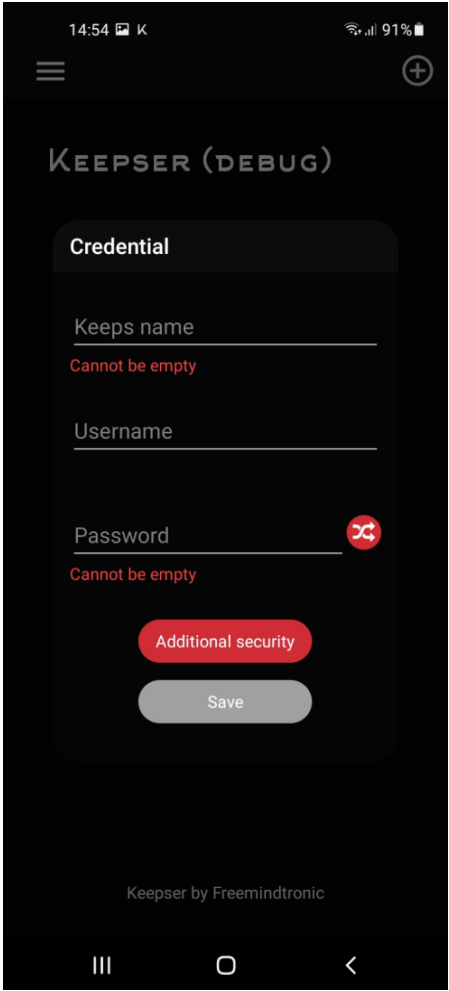 14:54 K 91%
Keepser (debug)
Credential
Keeps name
Cannot be empty
Username
Password
Cannot be empty
Additional security
Save
Keepser by Freemindtronic